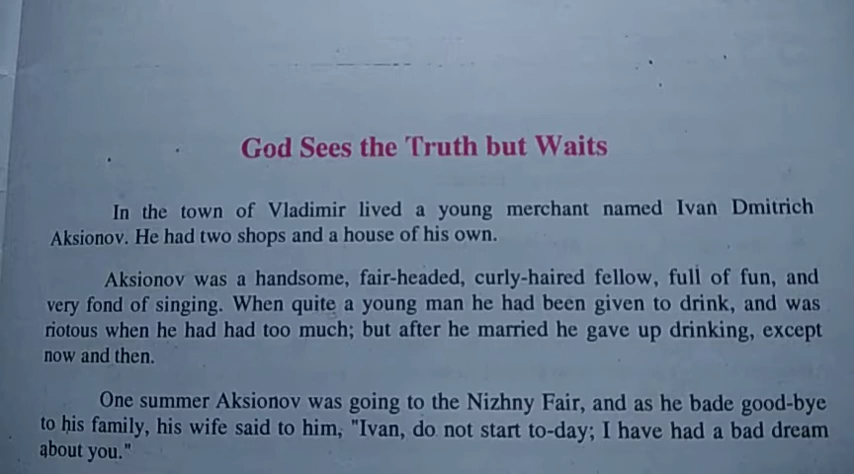 God Sees the Truth but Waits
In the town of Vladimir lived a young merchant named Ivan Dmitrich
Aksionov. He had two shops and a house of his own.
Aksionov was a handsome, fair-headed, curly-haired fellow, full of fun, and
very fond of singing. When quite a young man he had been given to drink, and was
riotous when he had had too much; but after he married he gave up drinking, except
now and then.
One summer Aksionov was going to the Nizhny Fair, and as he bade good-bye
to his family, his wife said to him, "Ivan, do not start to-day; I have had a bad dream
about you."